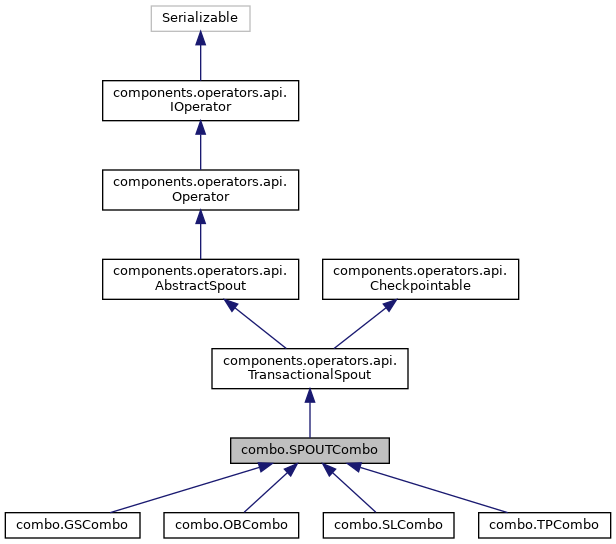 Serializable
components.operators.api.
IOperator
components.operators.api.
Operator
components.operators.api.
AbstractSpout
components.operators.api.
Checkpointable
components.operators.api.
TransactionalSpout
combo.SPOUTCombo
combo.GSCombo
combo.OBCombo
combo.SLCombo
combo.TPCombo